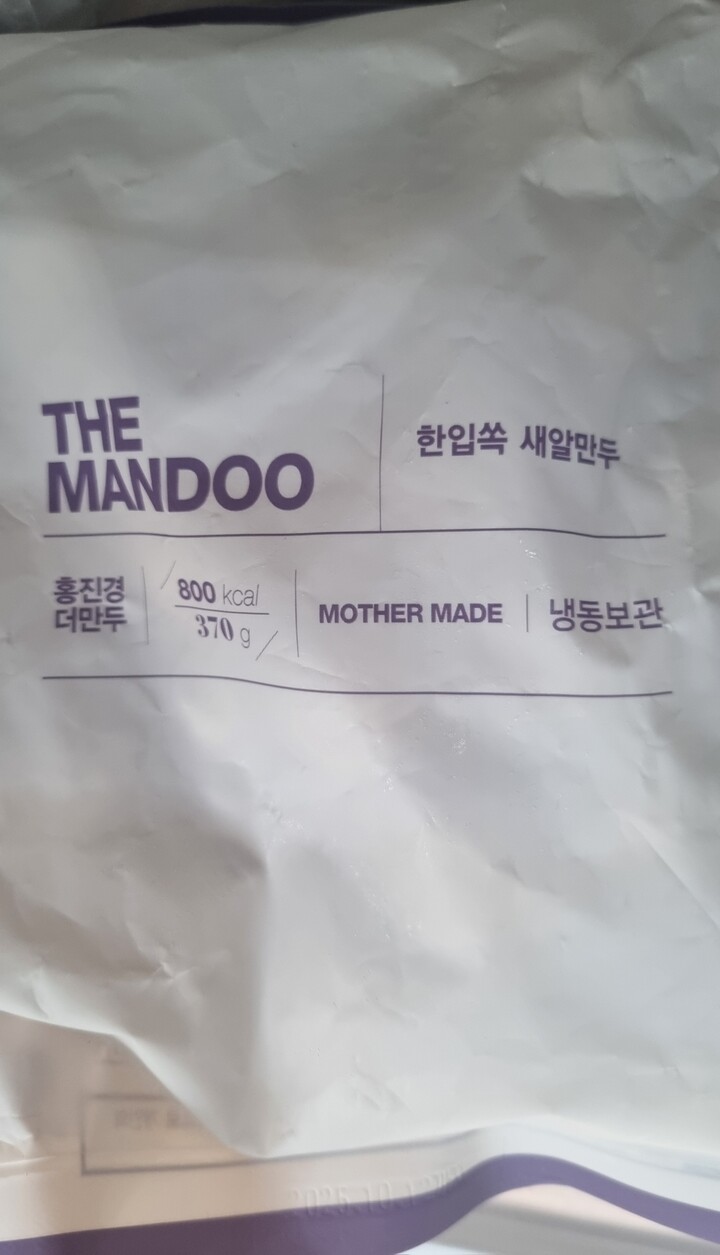 THE
MANDOO
한입쏙 새알만두
홍진경
더만두
800 kcal
370 g
MOTHER MADE
냉동보관